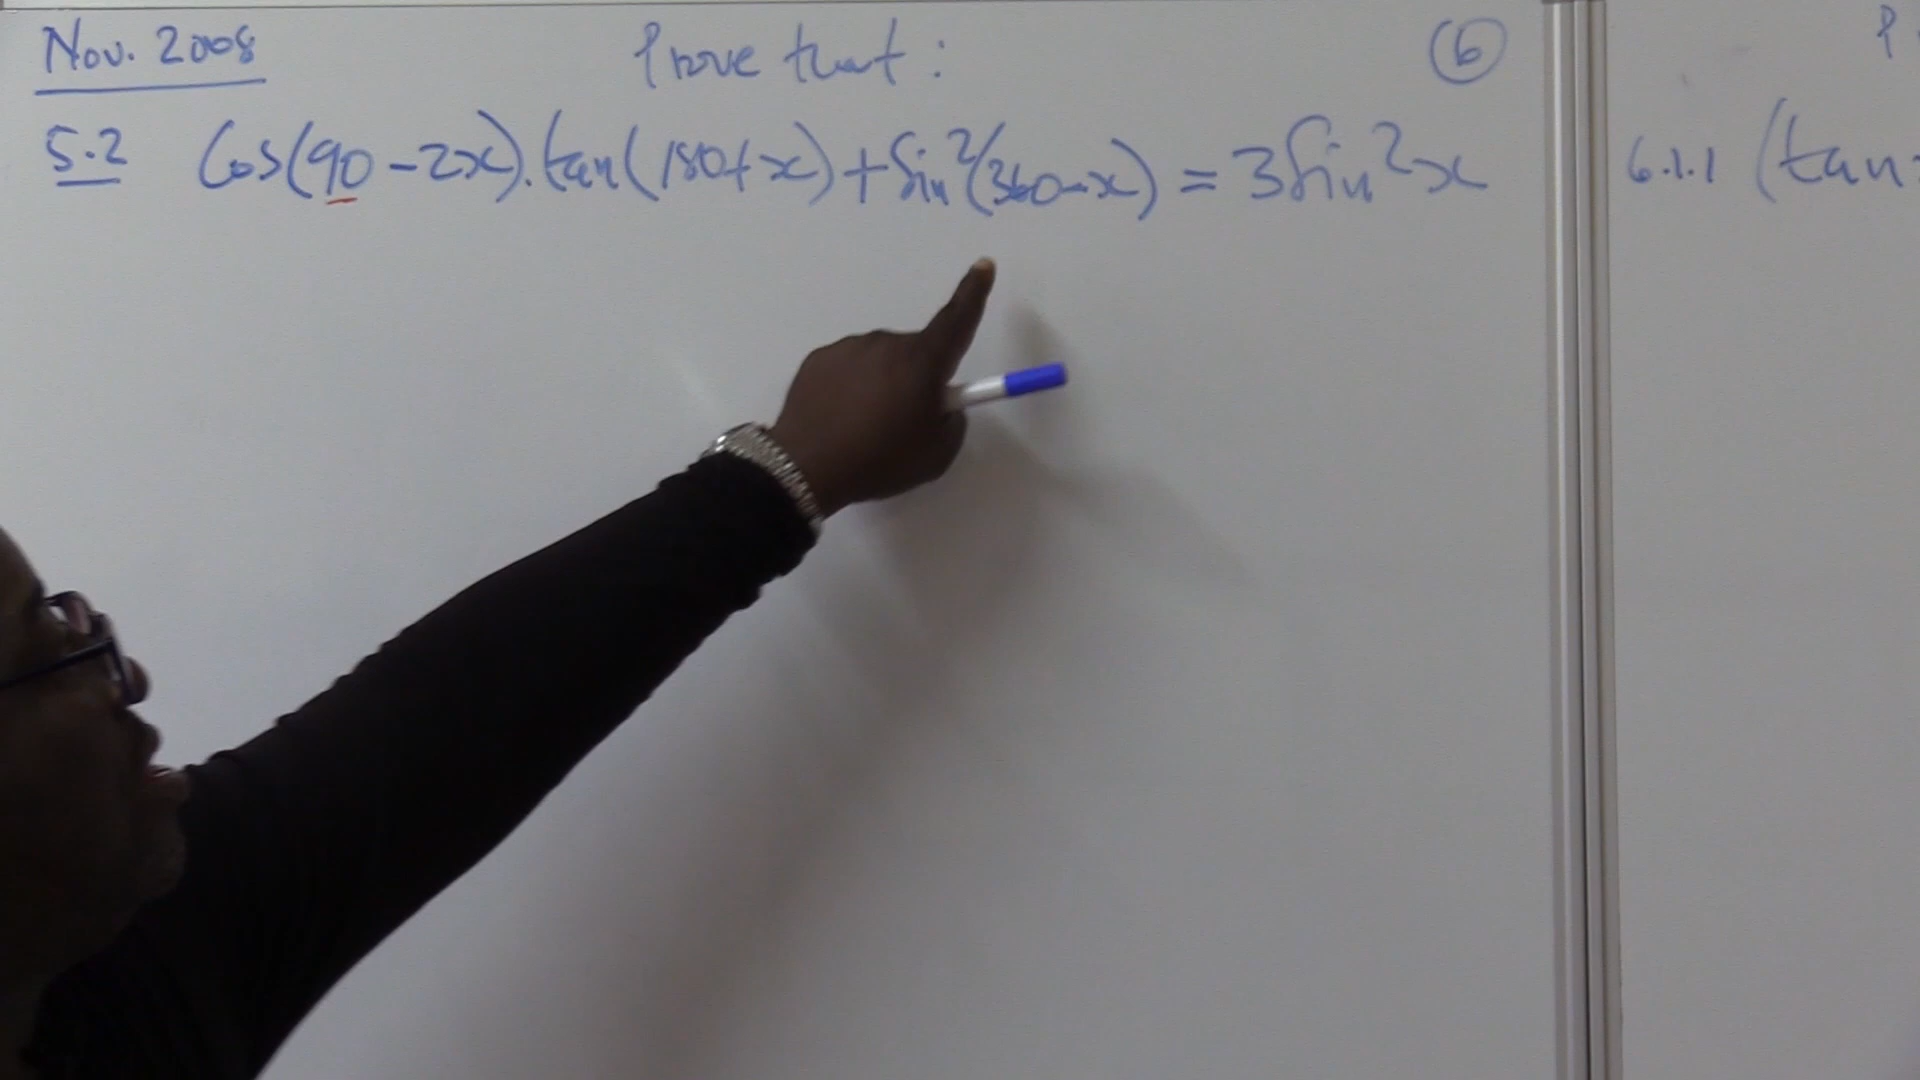 Nov. 2008
Prove that :
(6)
5.2 Cos(90-2x).tan(180+x)+Sin²(360-x) = 3Sin²x
6.1.1 (tan